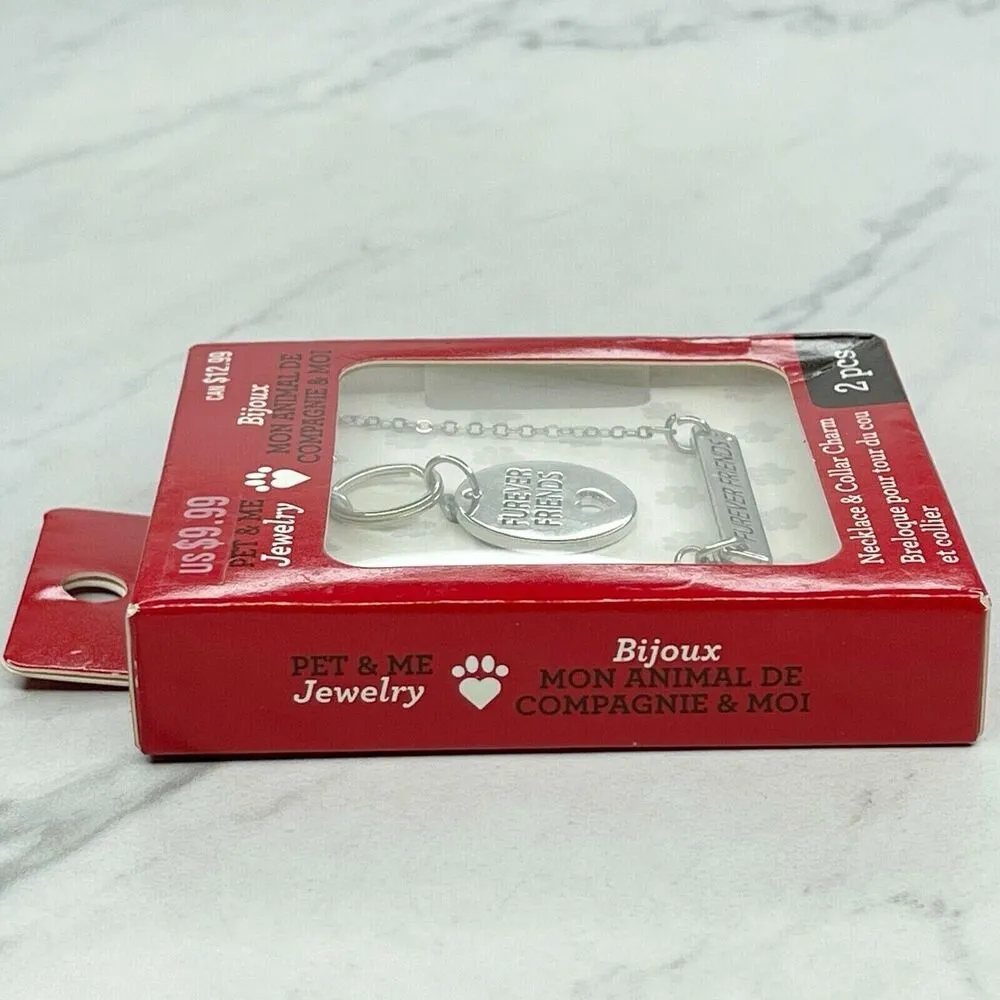 CAN $12.99
US$9.99
PET & ME
Jewelry
Bijoux
MON ANIMAL DE
COMPAGNIE & MOI
FUREVER
FRIENDS
FUREVER FRIENDS
2 pcs
Necklace & Collar Charm
Breloque pour tour du cou
et collier
PET & ME
Jewelry
Bijoux
MON ANIMAL DE
COMPAGNIE & MOI